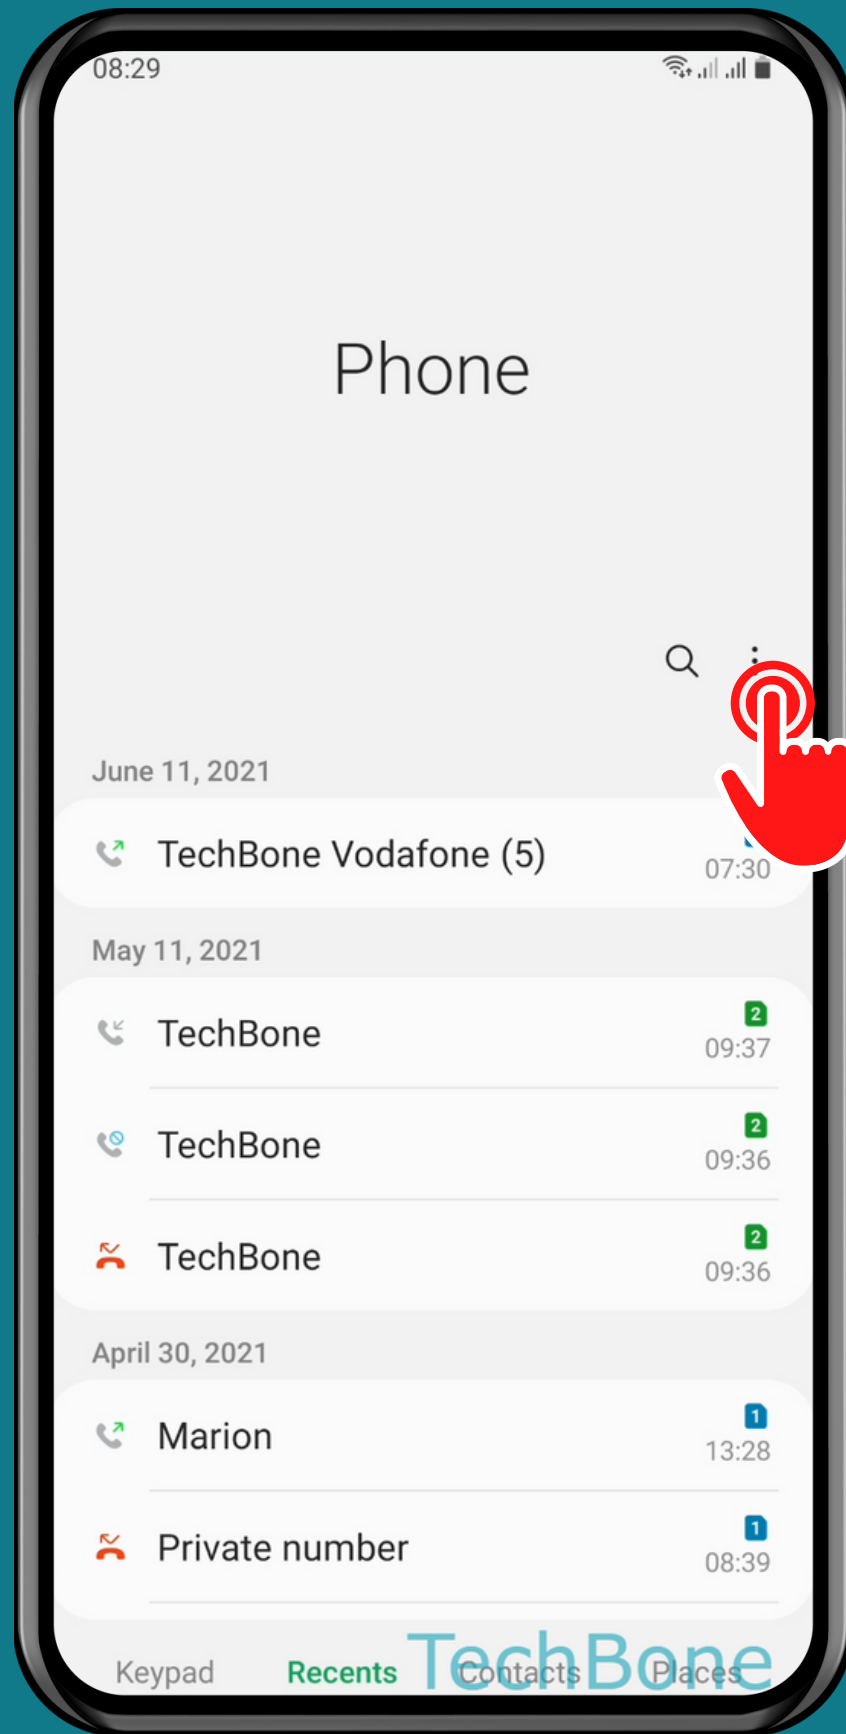 08:29
Phone
June 11, 2021
TechBone Vodafone (5)
07:30
May 11, 2021
TechBone
2
09:37
TechBone
2
09:36
TechBone
2
09:36
April 30, 2021
Marion
1
13:28
Private number
1
08:39
Keypad Recents Contacts Places
TechBone